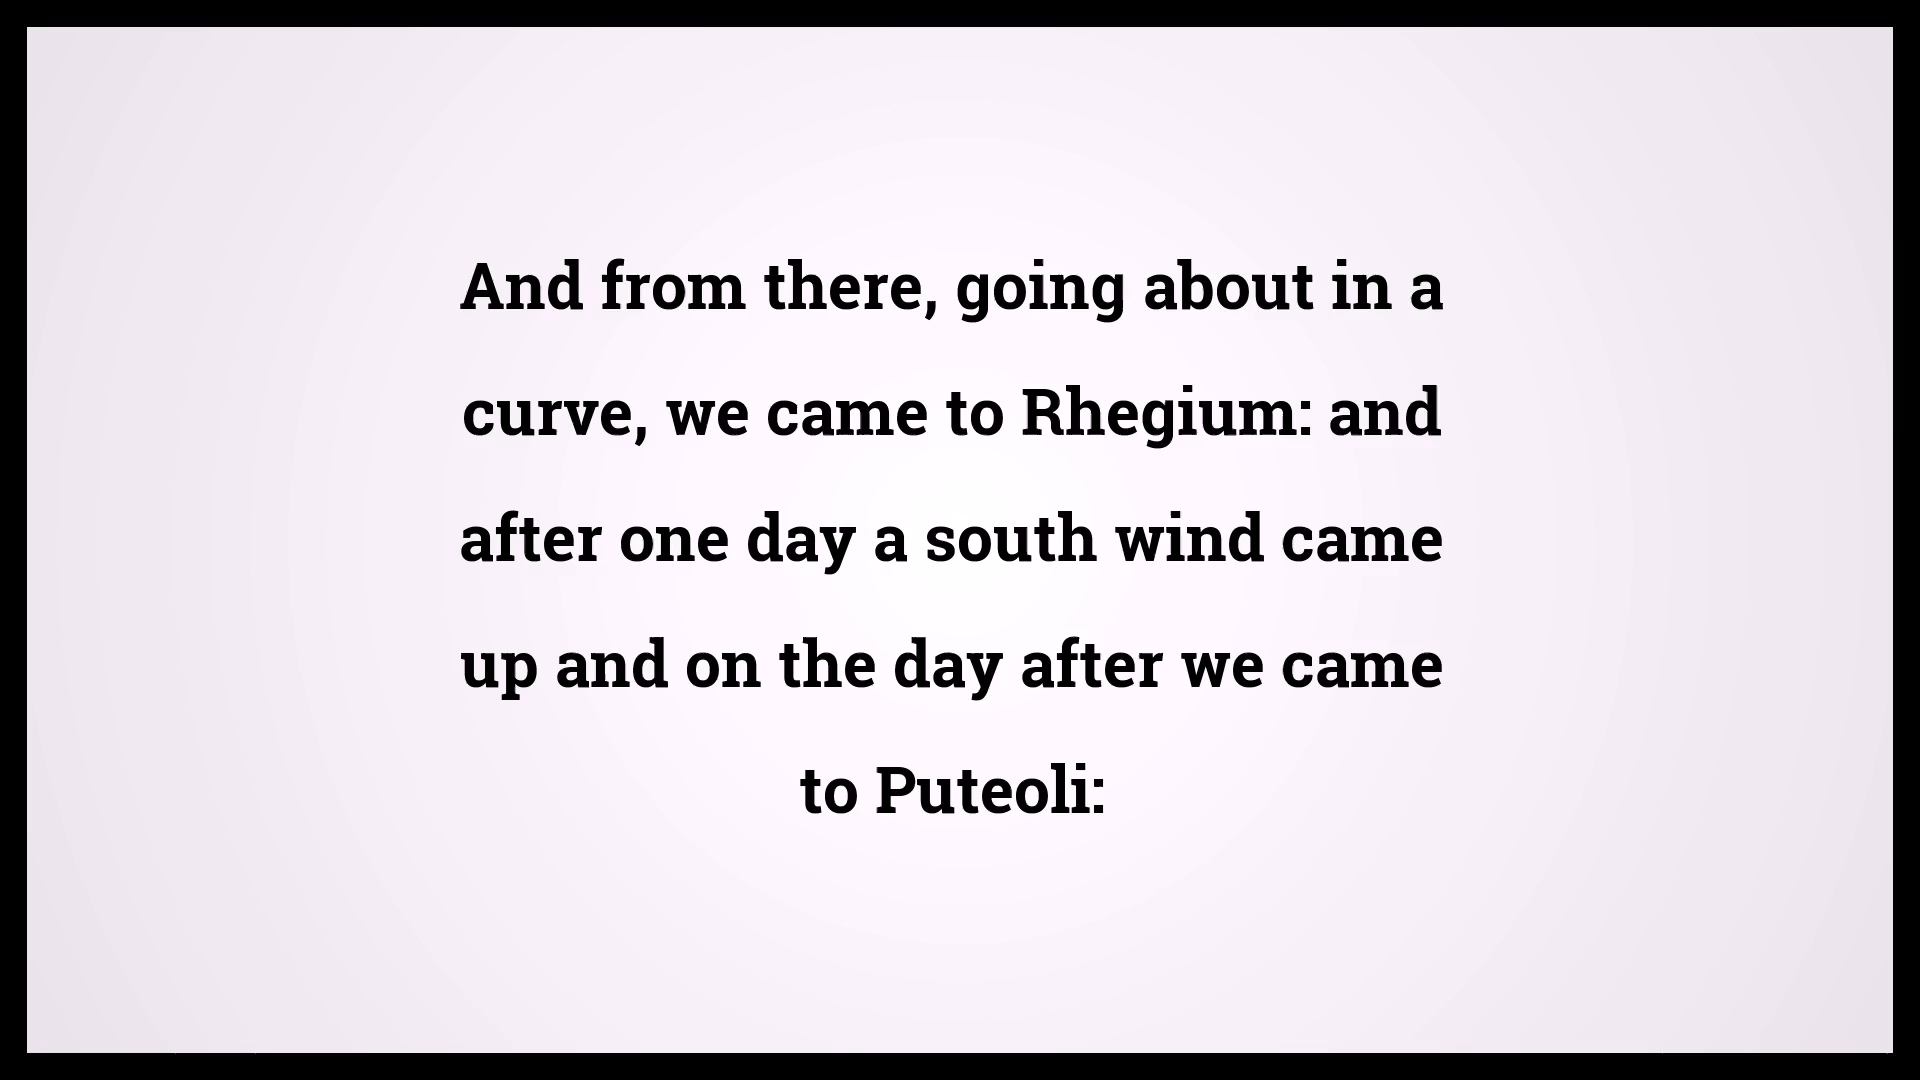 And from there, going about in a
curve, we came to Rhegium: and
after one day a south wind came
up and on the day after we came
to Puteoli: